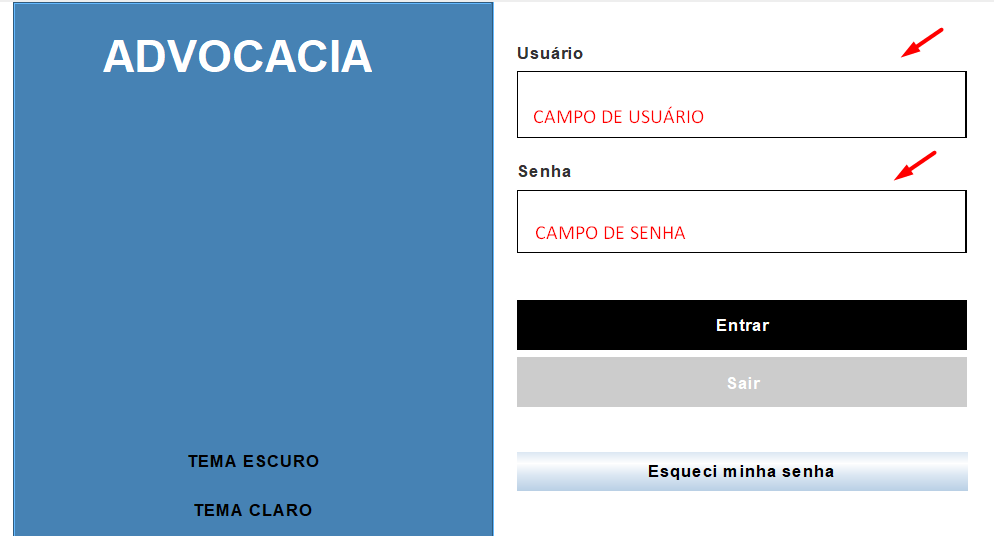 ADVOCACIA
TEMA ESCURO
TEMA CLARO
Usuário
CAMPO DE USUÁRIO
Senha
CAMPO DE SENHA
Entrar
Sair
Esqueci minha senha